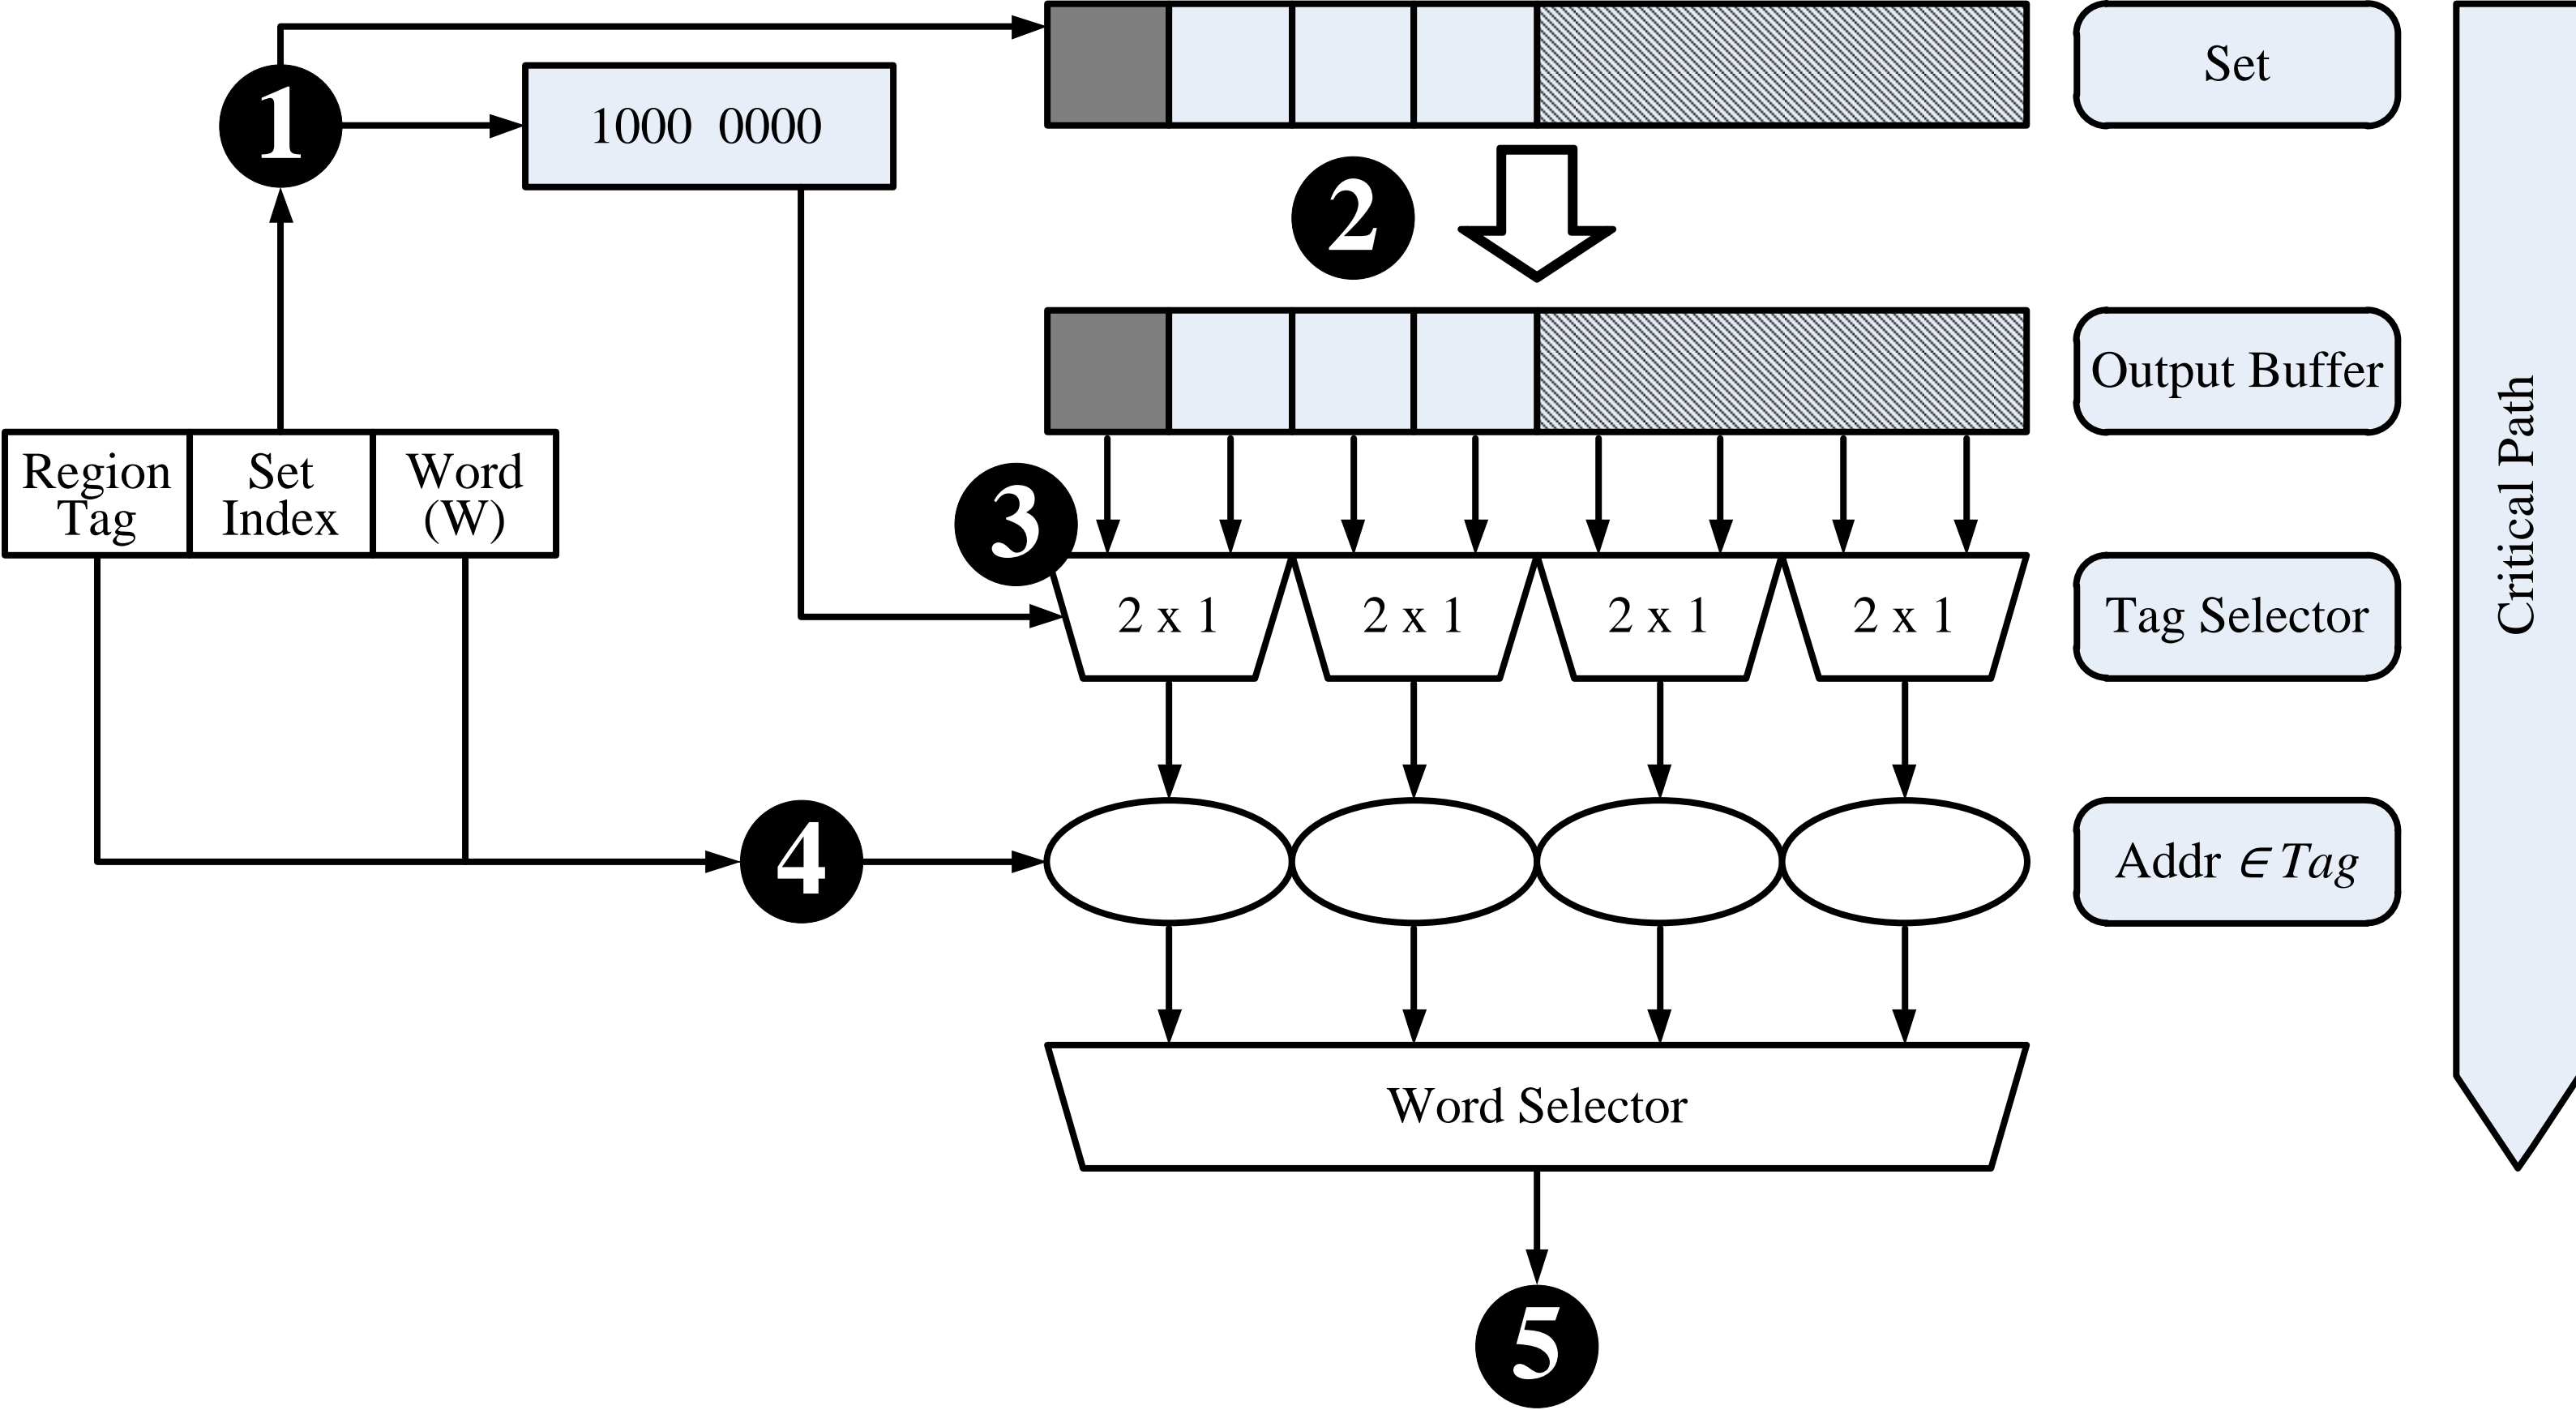 1
1000 0000
Set
2
Output Buffer
Region
Tag
Set
Index
Word
(W)
3
2 x 1
2 x 1
2 x 1
2 x 1
Tag Selector
4
Addr ∈ Tag
Word Selector
5
Critical Path